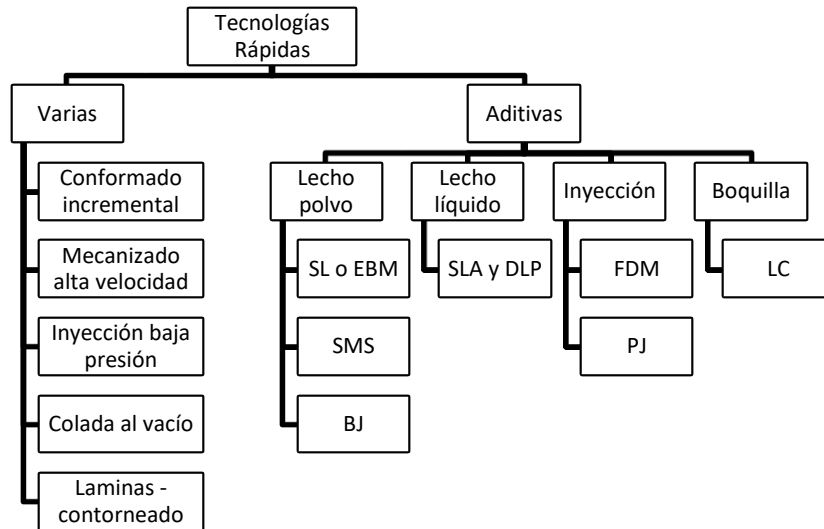 Tecnologías
Rápidas
Varias
Aditivas
Conformado
incremental
Mecanizado
alta velocidad
Inyección baja
presión
Colada al vacío
Laminas -
contorneado
Lecho
polvo
SL o EBM
SMS
BJ
Lecho
líquido
SLA y DLP
Inyección
FDM
PJ
Boquilla
LC